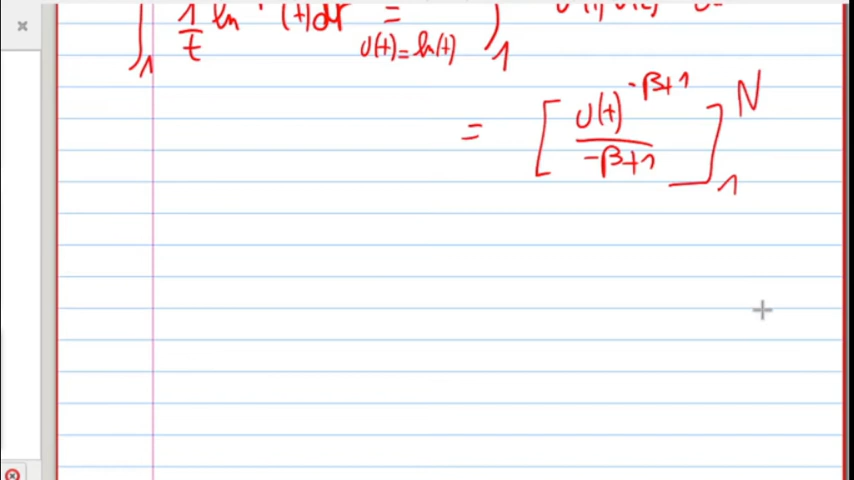 ∫₁ 1/t ln (t)dt = ∫₁
u(t)=ln(t)
= [ u(t)^(-β+1) / (-β+1) ]₁^N